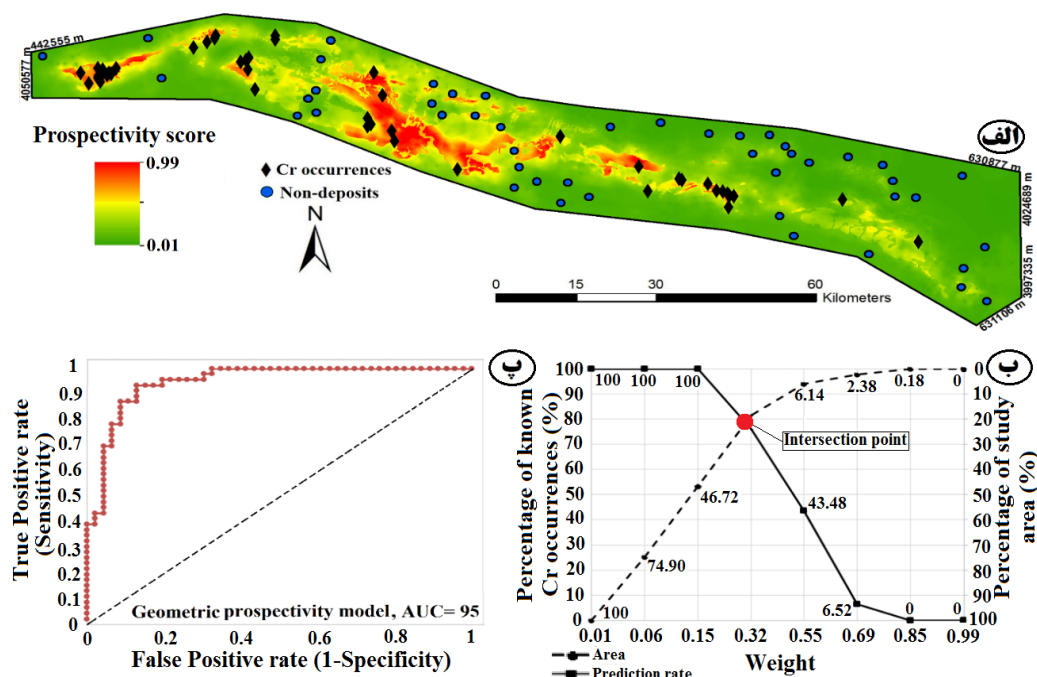 442555 m
4050577 m
الف
630877 m
4024689 m
3997335 m
631106 m
Prospectivity score
0.99
0.01
Cr occurrences
Non-deposits
N
0 15 30 60
Kilometers
پ
True Positive rate
(Sensitivity)
1
0.9
0.8
0.7
0.6
0.5
0.4
0.3
0.2
0.1
0
Geometric prospectivity model, AUC= 95
0 0.2 0.4 0.6 0.8 1
False Positive rate (1-Specificity)
ب
Percentage of known
Cr occurrences (%)
100
90
80
70
60
50
40
30
20
10
0
100 100 100
6.14 2.38 0.18 0
Intersection point
46.72
43.48
74.90
6.52 0 0
100
0
10
20
30
40
50
60
70
80
90
100
Percentage of study
area (%)
0.01 0.06 0.15 0.32 0.55 0.69 0.85 0.99
Weight
Area
Prediction rate